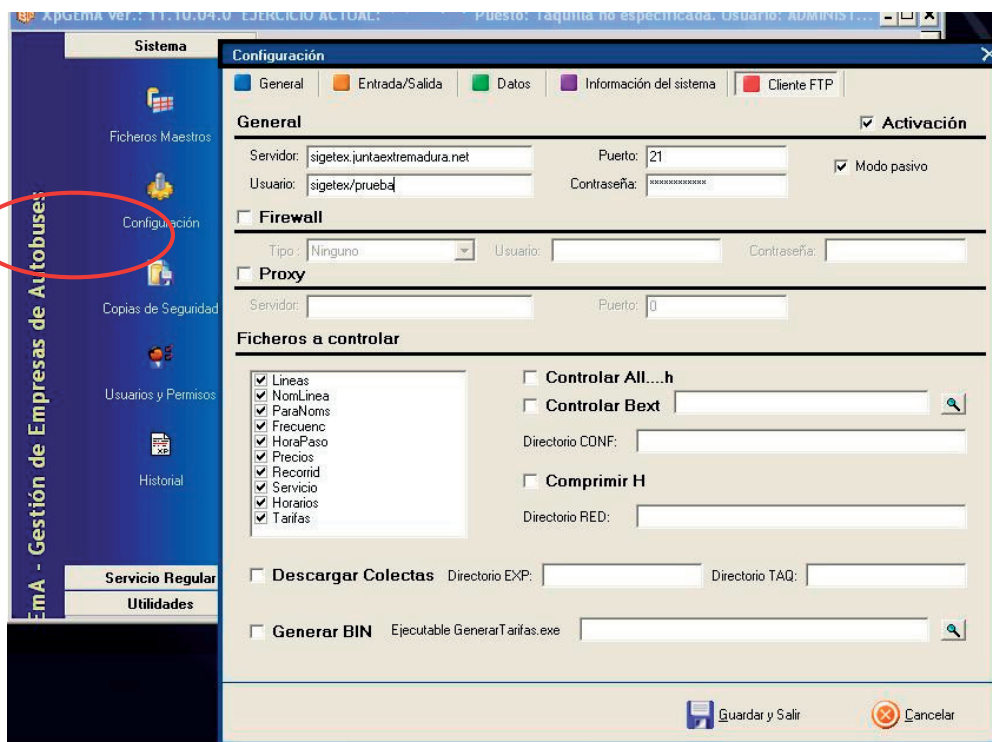 XpGEmA Ver.: 11.10.04.0 EJERCICIO ACTUAL: Puesto: Taquilla no especificada. Usuario: ADMINIST...
Sistema
Ficheros Maestros
Configuración
Copias de Seguridad
Usuarios y Permisos
XP
Historial
Servicio Regular
Utilidades
EmA - Gestión de Empresas de Autobuses
Configuración
General Entrada/Salida Datos Información del sistema Cliente FTP
General Activación
Servidor: sigetex.juntaextremadura.net Puerto: 21 Modo pasivo
Usuario: sigetex/prueba Contraseña: ************
Firewall
Tipo : Ninguno Usuario: Contraseña:
Proxy
Servidor: Puerto: 0
Ficheros a controlar
Lineas
NomLinea
ParaNoms
Frecuenc
HoraPaso
Precios
Recorrid
Servicio
Horarios
Tarifas
Controlar All....h
Controlar Bext
Directorio CONF:
Comprimir H
Directorio RED:
Descargar Colectas Directorio EXP: Directorio TAQ:
Generar BIN Ejecutable GenerarTarifas.exe
Guardar y Salir Cancelar